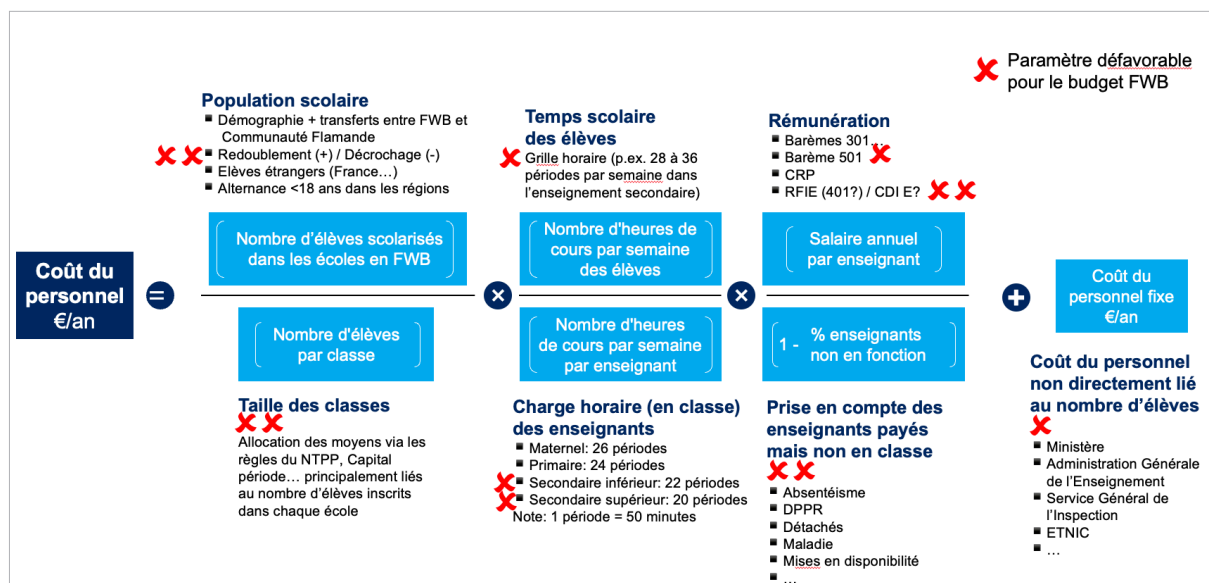 Paramètre défavorable
pour le budget FWB
Population scolaire
▪ Démographie + transferts entre FWB et
Communauté Flamande
▪ Redoublement (+) / Décrochage (-)
▪ Elèves étrangers (France…)
▪ Alternance <18 ans dans les régions
Temps scolaire
des élèves
Grille horaire (p.ex. 28 à 36
périodes par semaine dans
l'enseignement secondaire)
Rémunération
▪ Barèmes 301…
▪ Barème 501
▪ CRP
▪ RFIE (401?) / CDI E?
Coût du
personnel
€/an
=
Nombre d'élèves scolarisés
dans les écoles en FWB
Nombre d'élèves
par classe
×
Nombre d'heures de
cours par semaine
des élèves
Nombre d'heures
de cours par semaine
par enseignant
×
Salaire annuel
par enseignant
1 - % enseignants
non en fonction
+
Coût du
personnel fixe
€/an
Taille des classes
Allocation des moyens via les
règles du NTPP, Capital
période… principalement liés
au nombre d'élèves inscrits
dans chaque école
Charge horaire (en classe)
des enseignants
▪ Maternel: 26 périodes
▪ Primaire: 24 périodes
▪ Secondaire inférieur: 22 périodes
▪ Secondaire supérieur: 20 périodes
Note: 1 période = 50 minutes
Prise en compte des
enseignants payés
mais non en classe
▪ Absentéisme
▪ DPPR
▪ Détachés
▪ Maladie
▪ Mises en disponibilité
▪ …
Coût du personnel
non directement lié
au nombre d'élèves
▪ Ministère
▪ Administration Générale
de l'Enseignement
▪ Service Général de
l'Inspection
▪ ETNIC
▪ …